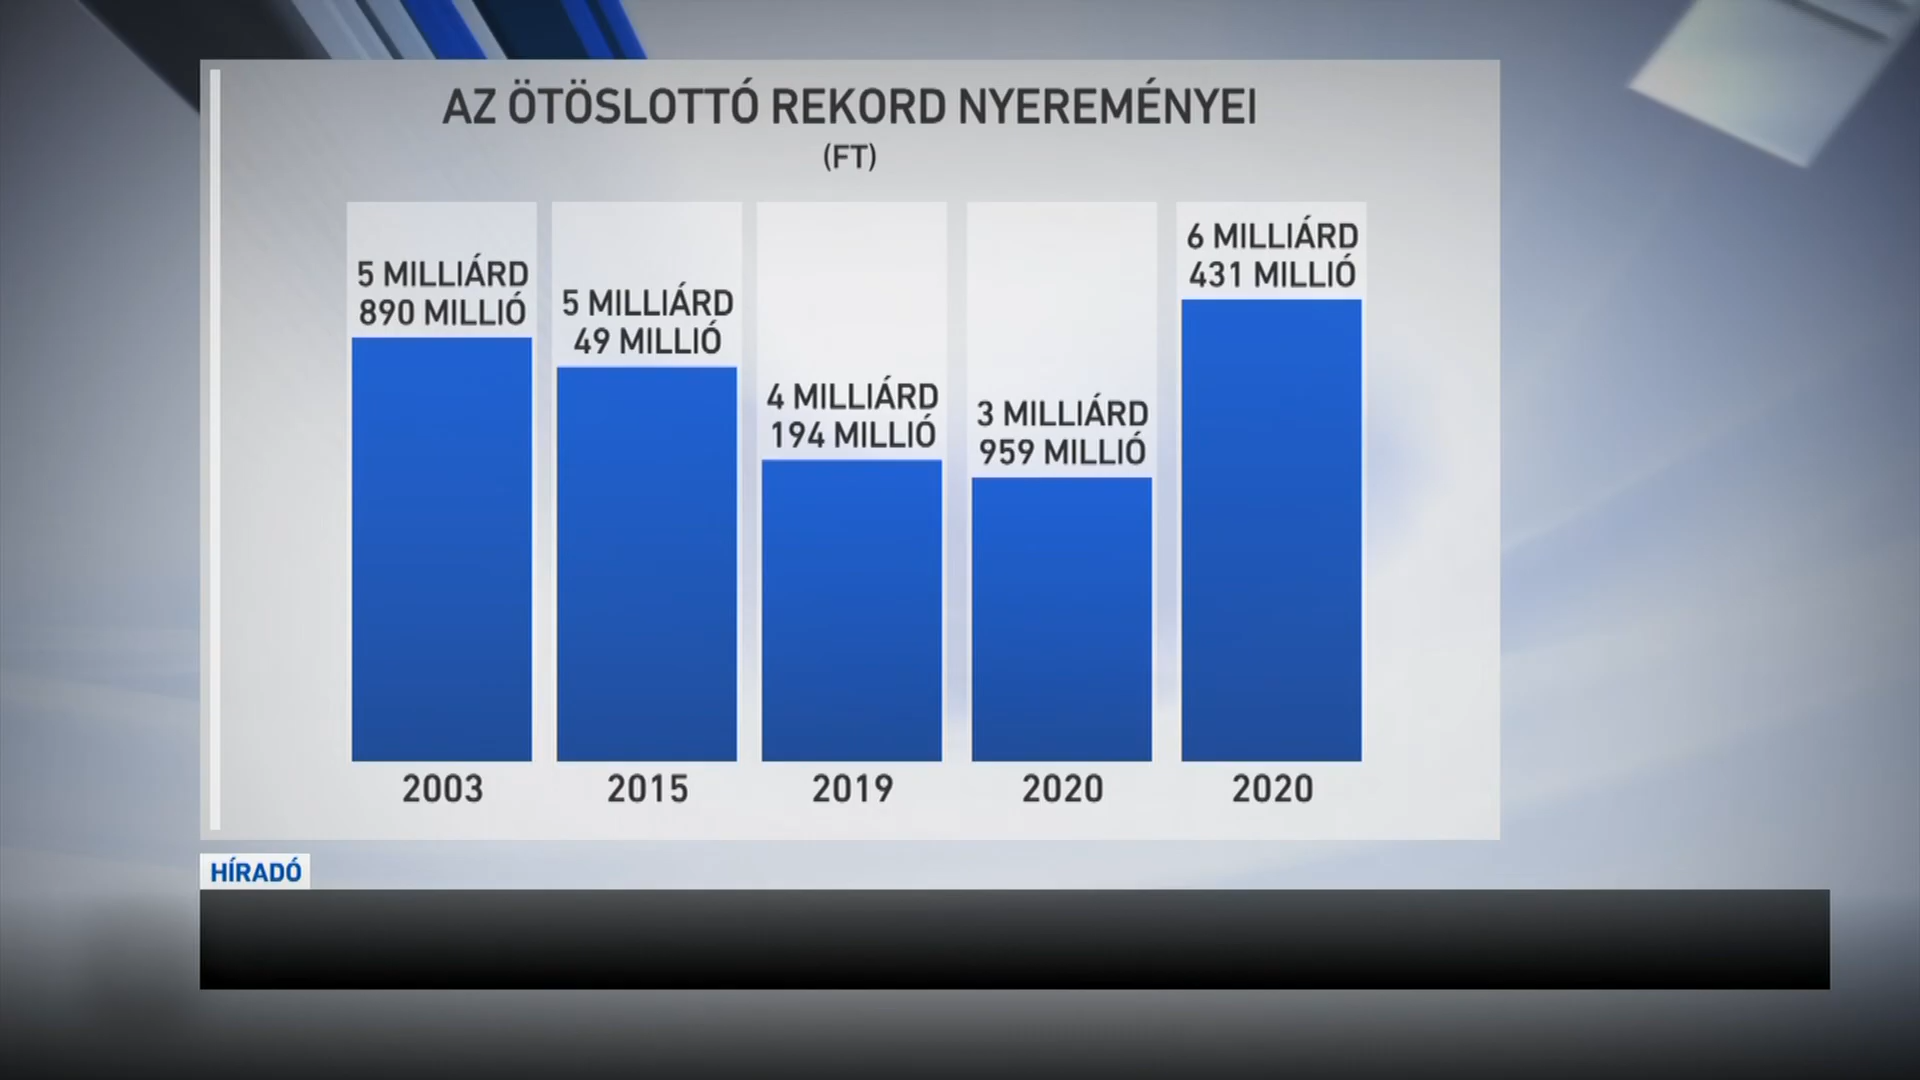 AZ ÖTÖSLOTTÓ REKORD NYEREMÉNYEI
(FT)
5 MILLIÁRD
890 MILLIÓ
5 MILLIÁRD
49 MILLIÓ
4 MILLIÁRD
194 MILLIÓ
3 MILLIÁRD
959 MILLIÓ
6 MILLIÁRD
431 MILLIÓ
2003
2015
2019
2020
2020
HÍRADÓ